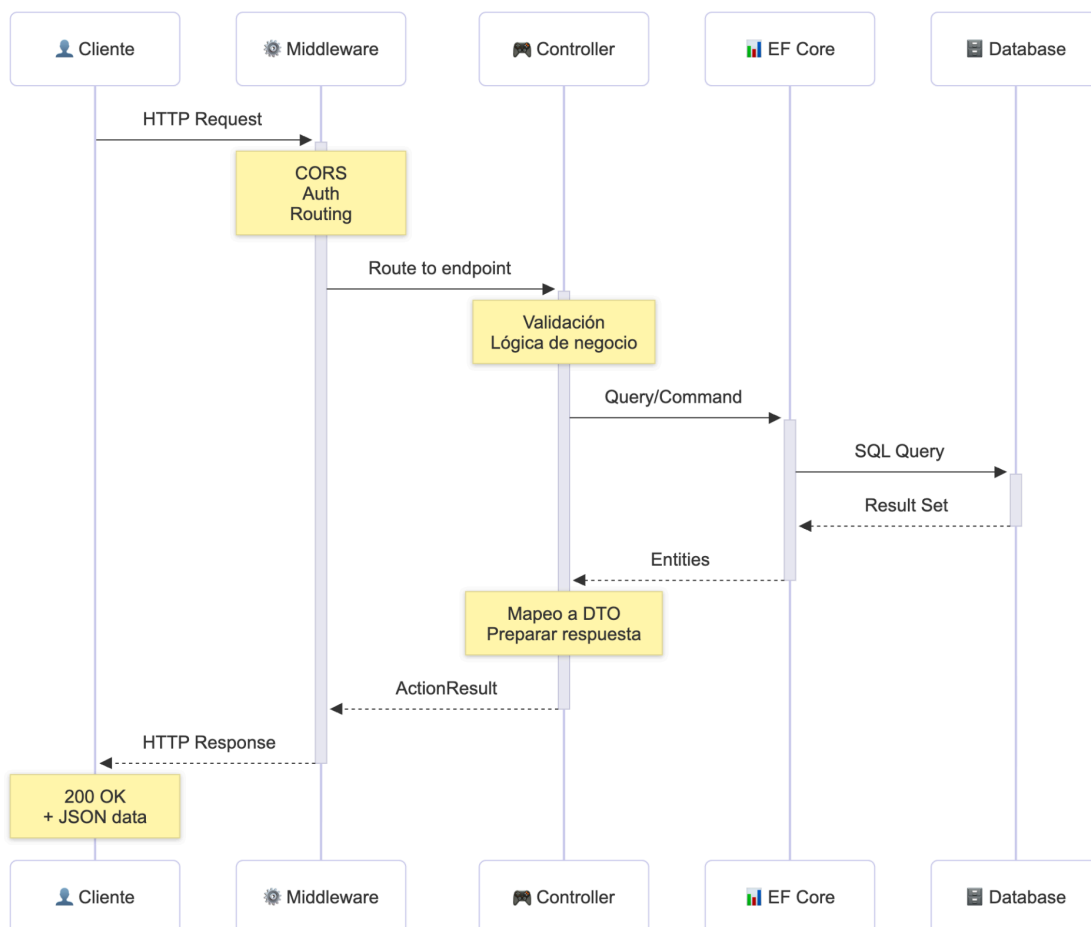 👤 Cliente
⚙️ Middleware
🎮 Controller
📊 EF Core
🗄️ Database
HTTP Request
CORS
Auth
Routing
Route to endpoint
Validación
Lógica de negocio
Query/Command
SQL Query
Result Set
Entities
Mapeo a DTO
Preparar respuesta
ActionResult
HTTP Response
200 OK
+ JSON data
👤 Cliente
⚙️ Middleware
🎮 Controller
📊 EF Core
🗄️ Database